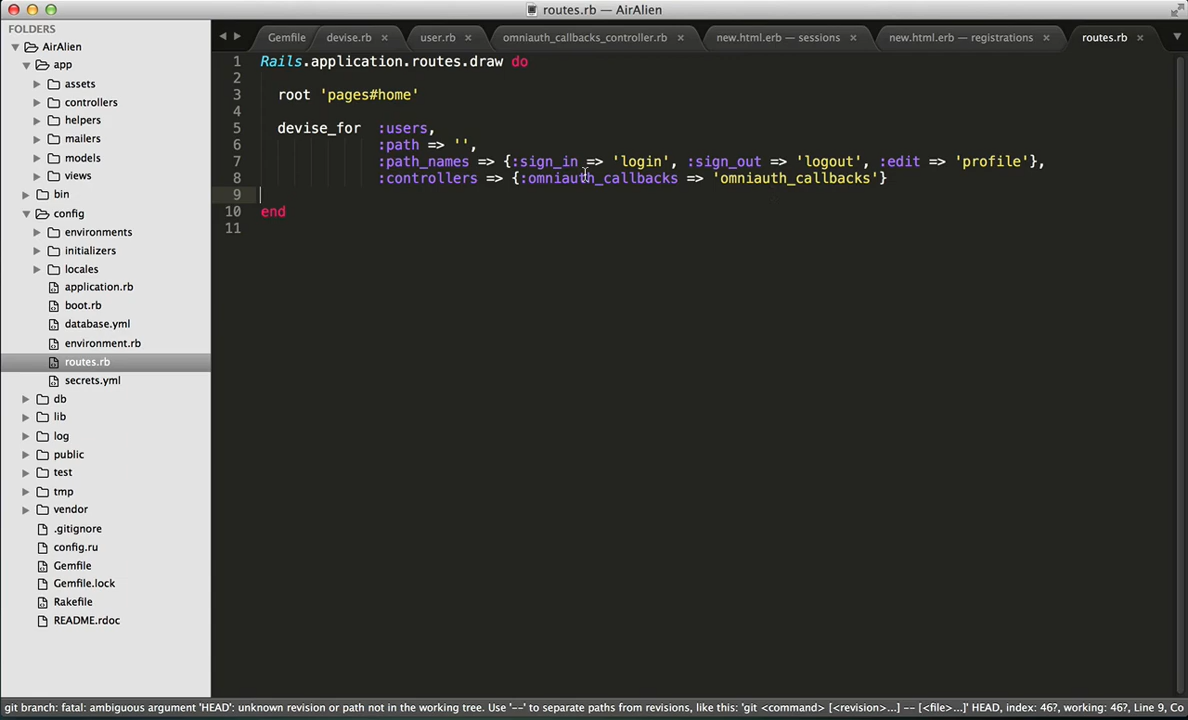 routes.rb — AirAlien
FOLDERS
AirAlien
app
assets
controllers
helpers
mailers
models
views
bin
config
environments
initializers
locales
application.rb
boot.rb
database.yml
environment.rb
routes.rb
secrets.yml
db
lib
log
public
test
tmp
vendor
.gitignore
config.ru
Gemfile
Gemfile.lock
Rakefile
README.rdoc
Gemfile devise.rb user.rb omniauth_callbacks_controller.rb new.html.erb — sessions new.html.erb — registrations routes.rb
1 Rails.application.routes.draw do
2
3 root 'pages#home'
4
5 devise_for :users,
6 :path => '',
7 :path_names => {:sign_in => 'login', :sign_out => 'logout', :edit => 'profile'},
8 :controllers => {:omniauth_callbacks => 'omniauth_callbacks'}
9
10 end
11
git branch: fatal: ambiguous argument 'HEAD': unknown revision or path not in the working tree. Use '--' to separate paths from revisions, like this: 'git <command> [<revision>...] -- [<file>...]' HEAD, index: 46?, working: 46?, Line 9, Co